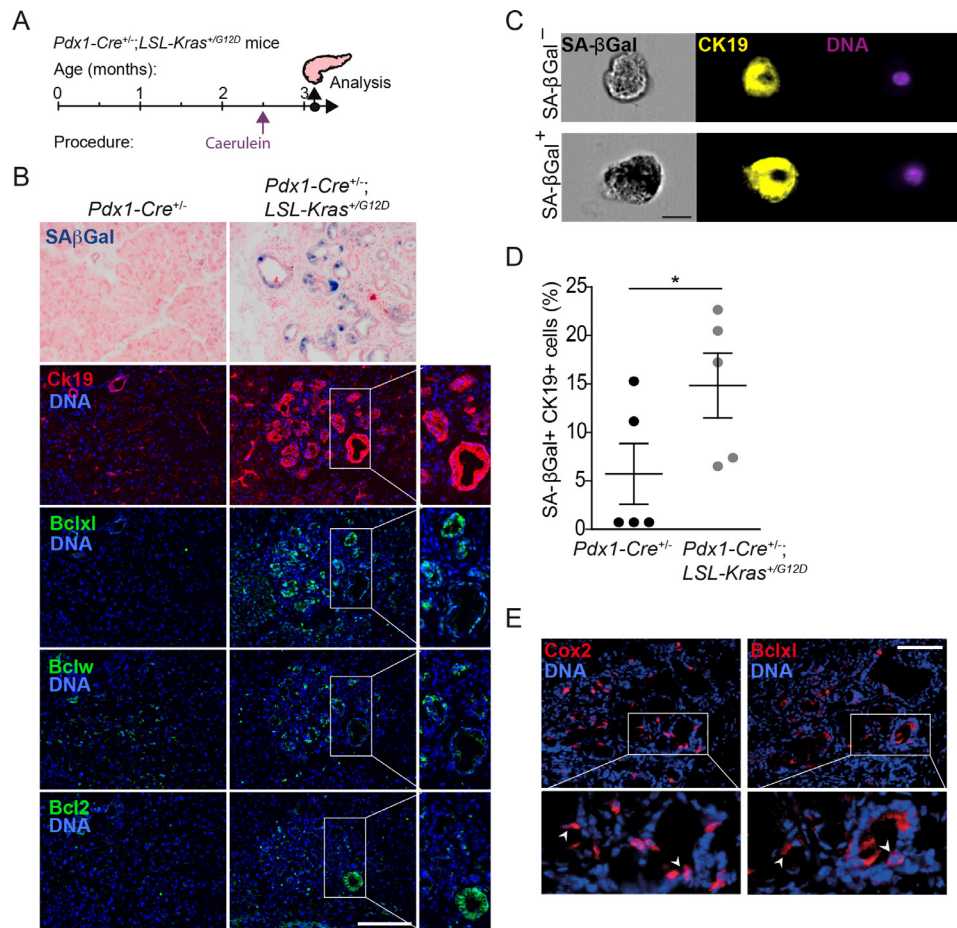 A
Pdx1-Cre+/-;LSL-Kras+/G12D mice
Age (months):
Analysis
0 1 2 3
Procedure:
Caerulein
B
Pdx1-Cre+/-
Pdx1-Cre+/-;
LSL-Kras+/G12D
SAβGal
Ck19
DNA
Bclxl
DNA
Bclw
DNA
Bcl2
DNA
C
SA-βGal CK19 DNA
SA-βGal−
SA-βGal+
D
SA-βGal+ CK19+ cells (%)
25
20
15
10
5
0
*
Pdx1-Cre+/-
Pdx1-Cre+/-;
LSL-Kras+/G12D
E
Cox2
DNA
Bclxl
DNA